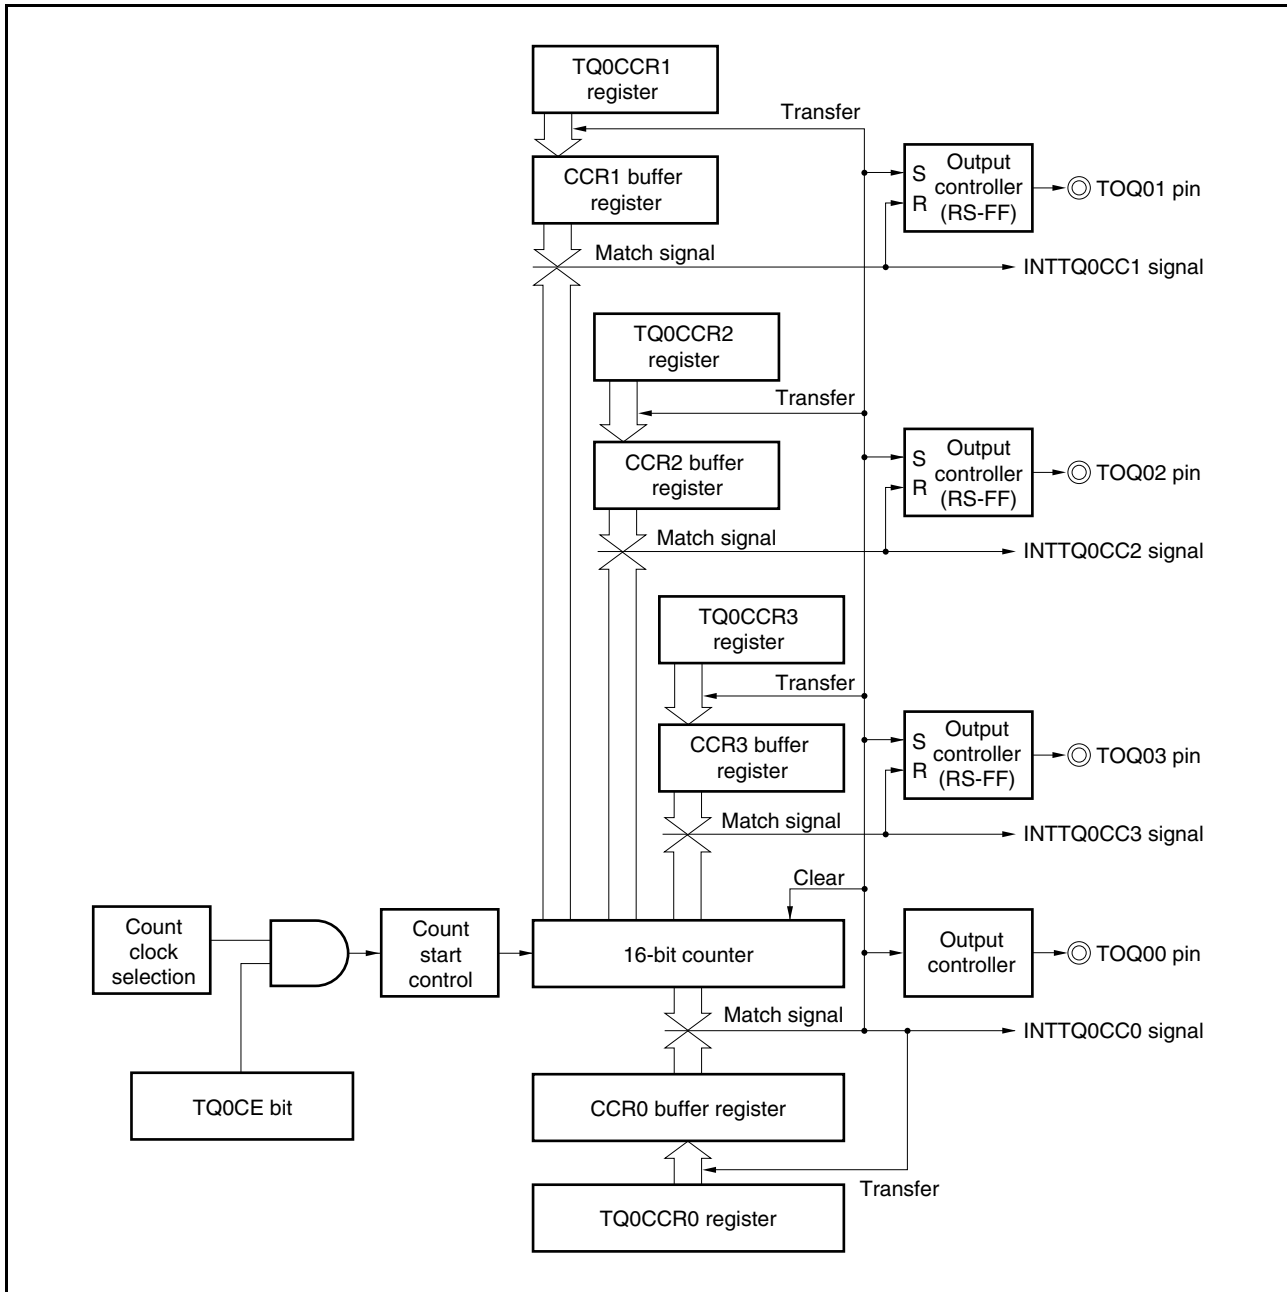 TQ0CCR1
register
Transfer
CCR1 buffer
register
S
R
Output
controller
(RS-FF)
TOQ01 pin
Match signal
INTTQ0CC1 signal
TQ0CCR2
register
Transfer
CCR2 buffer
register
S
R
Output
controller
(RS-FF)
TOQ02 pin
Match signal
INTTQ0CC2 signal
TQ0CCR3
register
Transfer
CCR3 buffer
register
S
R
Output
controller
(RS-FF)
TOQ03 pin
Match signal
INTTQ0CC3 signal
Clear
Count
clock
selection
Count
start
control
16-bit counter
Output
controller
TOQ00 pin
Match signal
INTTQ0CC0 signal
TQ0CE bit
CCR0 buffer register
Transfer
TQ0CCR0 register